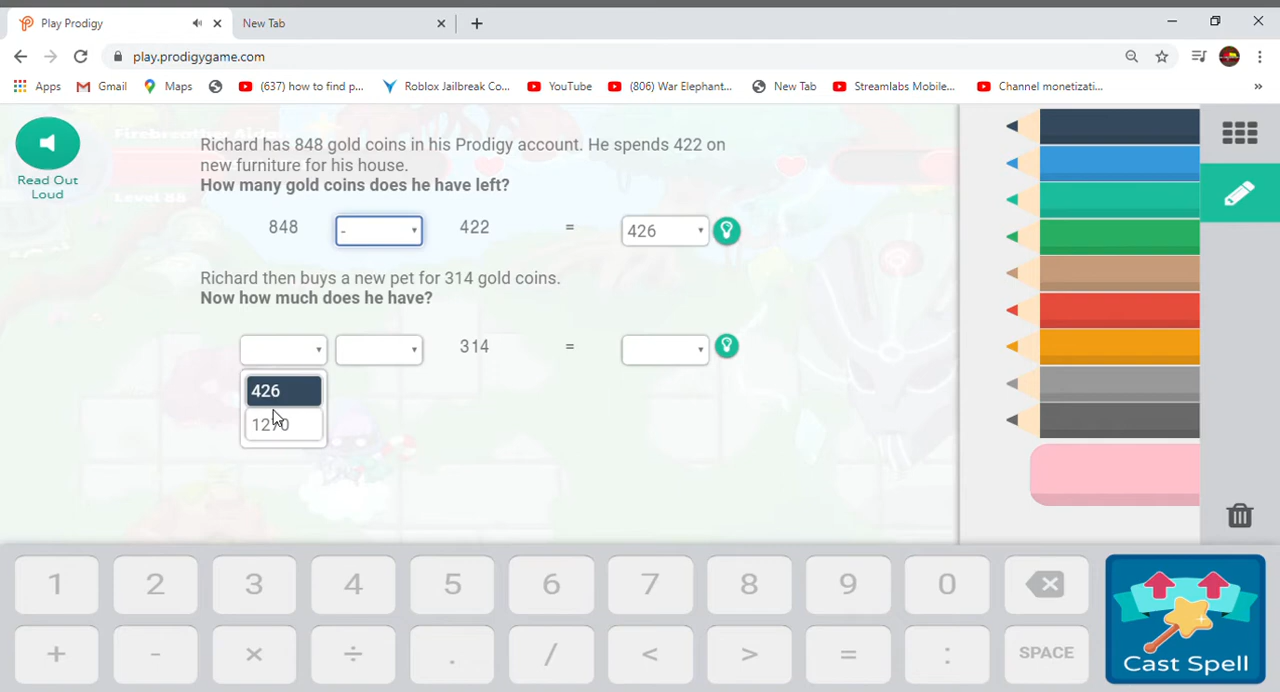 Play Prodigy
New Tab
play.prodigygame.com
Apps
Gmail
Maps
(637) how to find p...
Roblox Jailbreak Co...
YouTube
(806) War Elephant...
New Tab
Streamlabs Mobile...
Channel monetizati...
»
Read Out
Loud
Level 88
Richard has 848 gold coins in his Prodigy account. He spends 422 on
new furniture for his house.
How many gold coins does he have left?
848 - 422 = 426
Richard then buys a new pet for 314 gold coins.
Now how much does he have?
314 =
426
1270
1 2 3 4 5 6 7 8 9 0
+ - × ÷ . / < > = : SPACE
Cast Spell